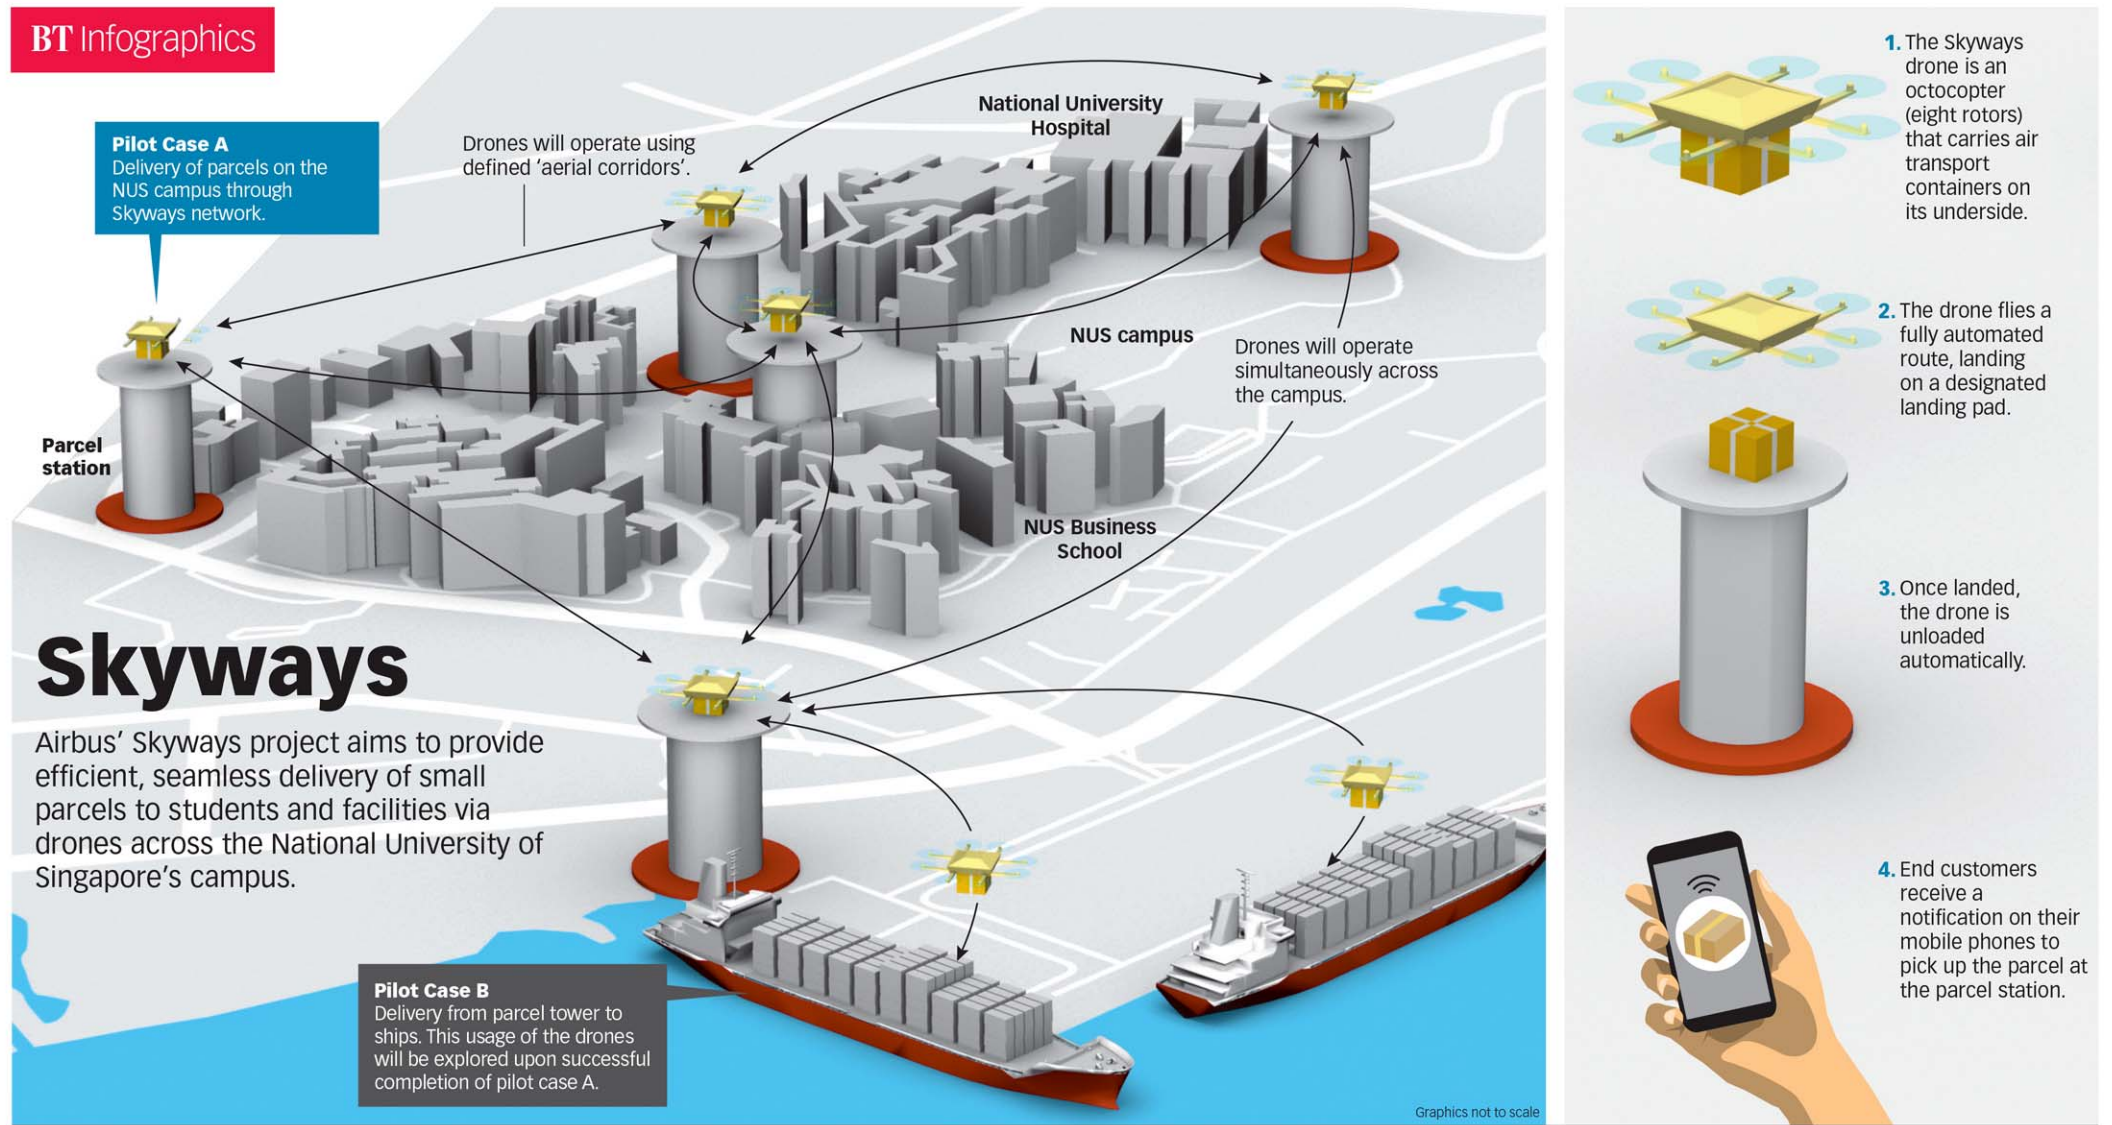 BT Infographics
Pilot Case A
Delivery of parcels on the
NUS campus through
Skyways network.
Drones will operate using
defined ‘aerial corridors’.
National University
Hospital
NUS campus
Drones will operate
simultaneously across
the campus.
Parcel
station
NUS Business
School
Skyways
Airbus’ Skyways project aims to provide
efficient, seamless delivery of small
parcels to students and facilities via
drones across the National University of
Singapore’s campus.
Pilot Case B
Delivery from parcel tower to
ships. This usage of the drones
will be explored upon successful
completion of pilot case A.
Graphics not to scale
1. The Skyways
drone is an
octocopter
(eight rotors)
that carries air
transport
containers on
its underside.
2. The drone flies a
fully automated
route, landing
on a designated
landing pad.
3. Once landed,
the drone is
unloaded
automatically.
4. End customers
receive a
notification on their
mobile phones to
pick up the parcel at
the parcel station.